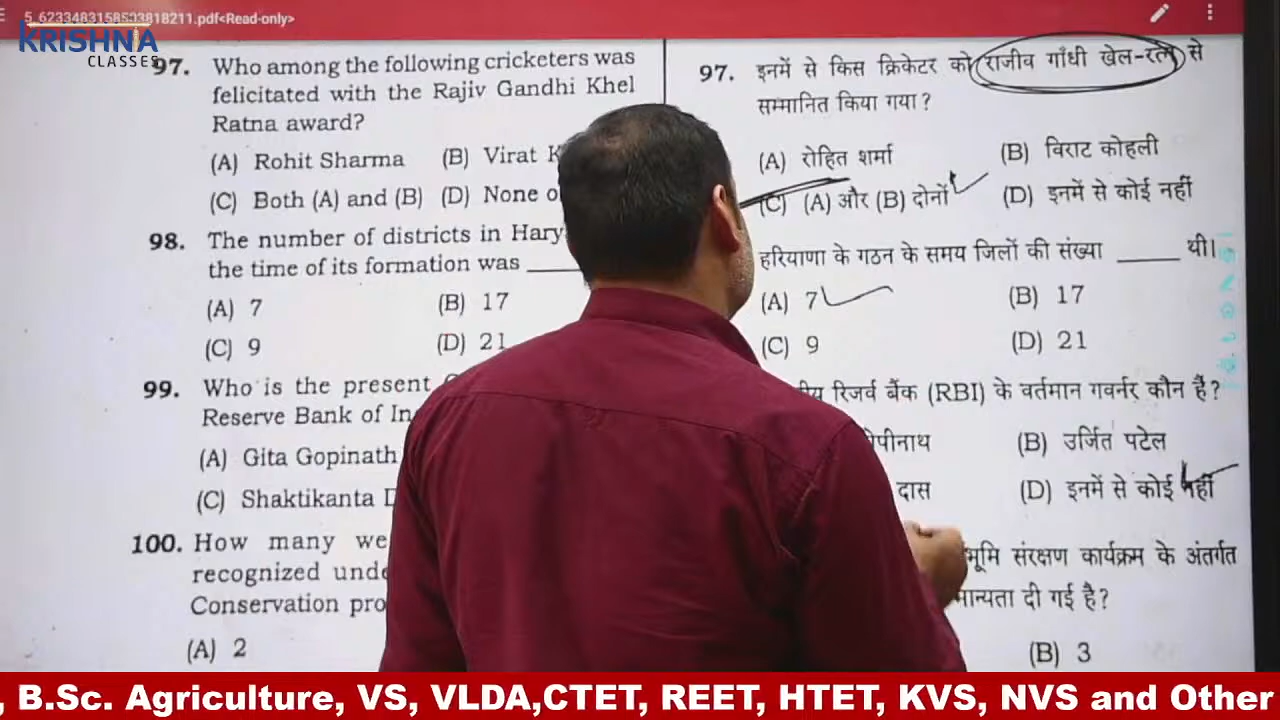 5_6233483158503818211.pdf<Read-only>
KRISHNA
CLASSES
97. Who among the following cricketers was
felicitated with the Rajiv Gandhi Khel
Ratna award?
(A) Rohit Sharma (B) Virat
(C) Both (A) and (B) (D) None
98. The number of districts in
the time of its formation was ____
(A) 7 (B) 17
(C) 9 (D) 21
99. Who is the present
Reserve Bank of
(A) Gita Gopinath
(C) Shaktikanta
100. How many
recognized
Conservation
(A) 2
97. इनमें से किस क्रिकेटर को राजीव गाँधी खेल-रत्न से
सम्मानित किया गया?
(A) रोहित शर्मा (B) विराट कोहली
(C) (A) और (B) दोनों (D) इनमें से कोई नहीं
हरियाणा के गठन के समय जिलों की संख्या ____ थी।
(A) 7 (B) 17
(C) 9 (D) 21
रिजर्व बैंक (RBI) के वर्तमान गवर्नर कौन हैं?
(B) उर्जित पटेल
दास (D) इनमें से कोई नहीं
भूमि संरक्षण कार्यक्रम के अंतर्गत
मान्यता दी गई है?
(B) 3
, B.Sc. Agriculture, VS, VLDA,CTET, REET, HTET, KVS, NVS and Other